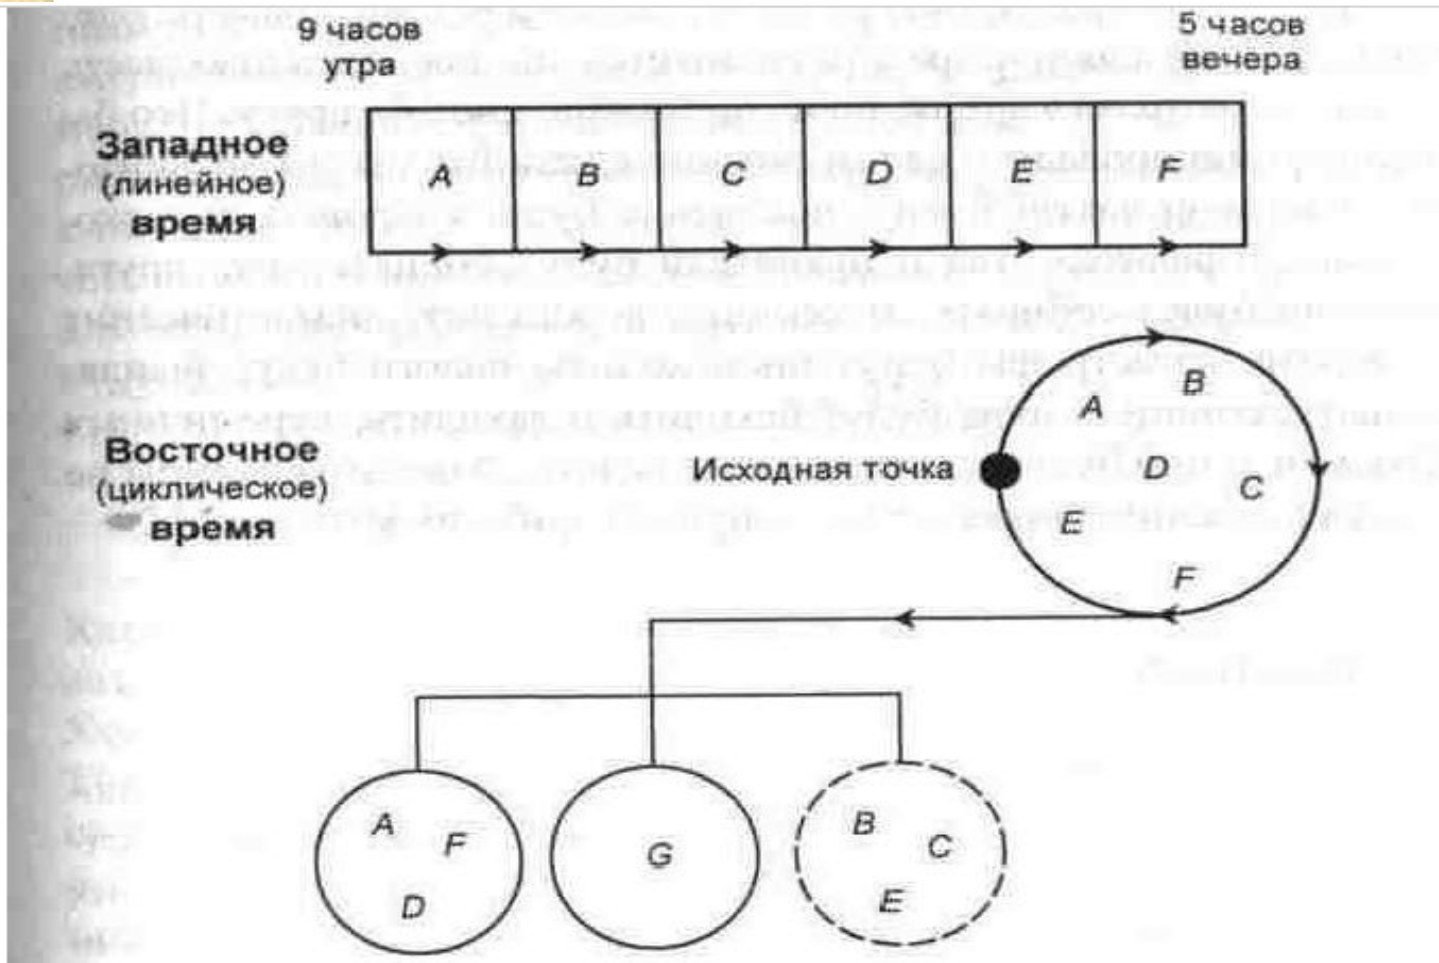 9 часов
утра
5 часов
вечера
Западное
(линейное)
время
A B C D E F
Восточное
(циклическое)
время
Исходная точка
A
B
D
C
E
F
A
F
D
G
B
C
E